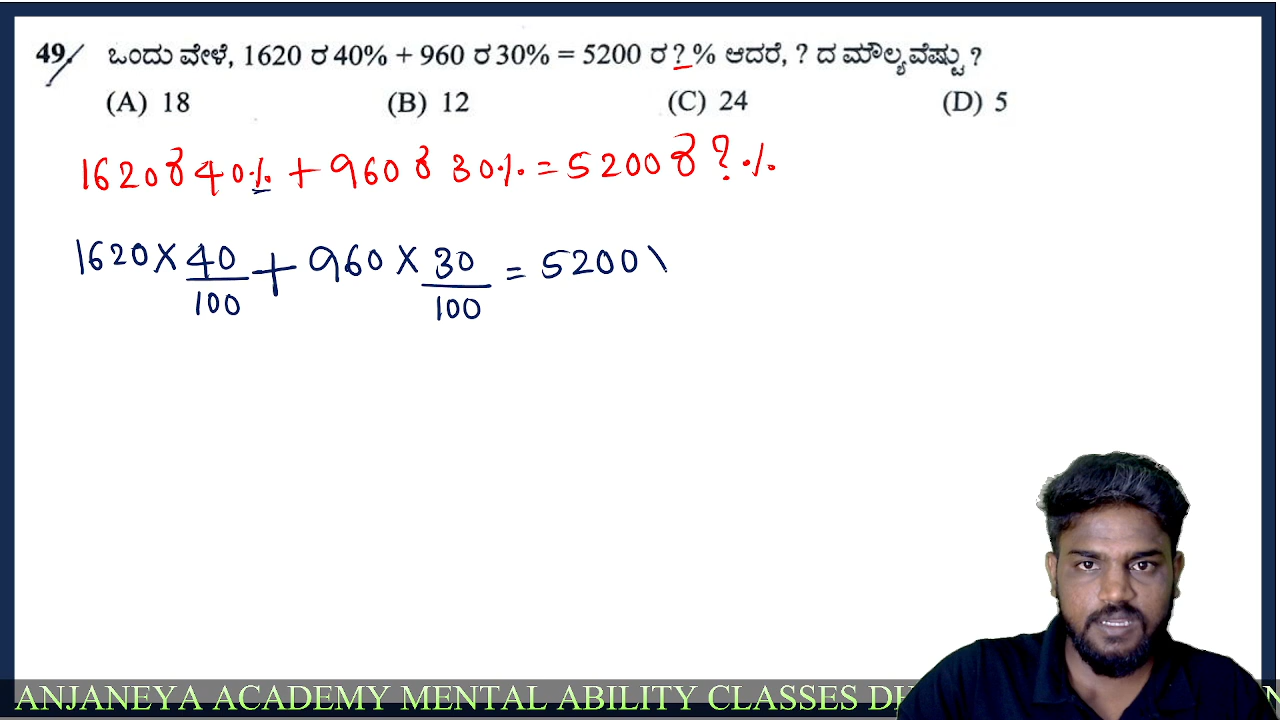 49. ಒಂದು ವೇಳೆ, 1620 ರ 40% + 960 ರ 30% = 5200 ರ ? % ಆದರೆ, ? ದ ಮೌಲ್ಯವೆಷ್ಟು ?
(A) 18 (B) 12 (C) 24 (D) 5
1620 ರ 40% + 960 ರ 30% = 5200 ರ ? %
1620 × 40/100 + 960 × 30/100 = 5200 \
ANJANEYA ACADEMY MENTAL ABILITY CLASSES